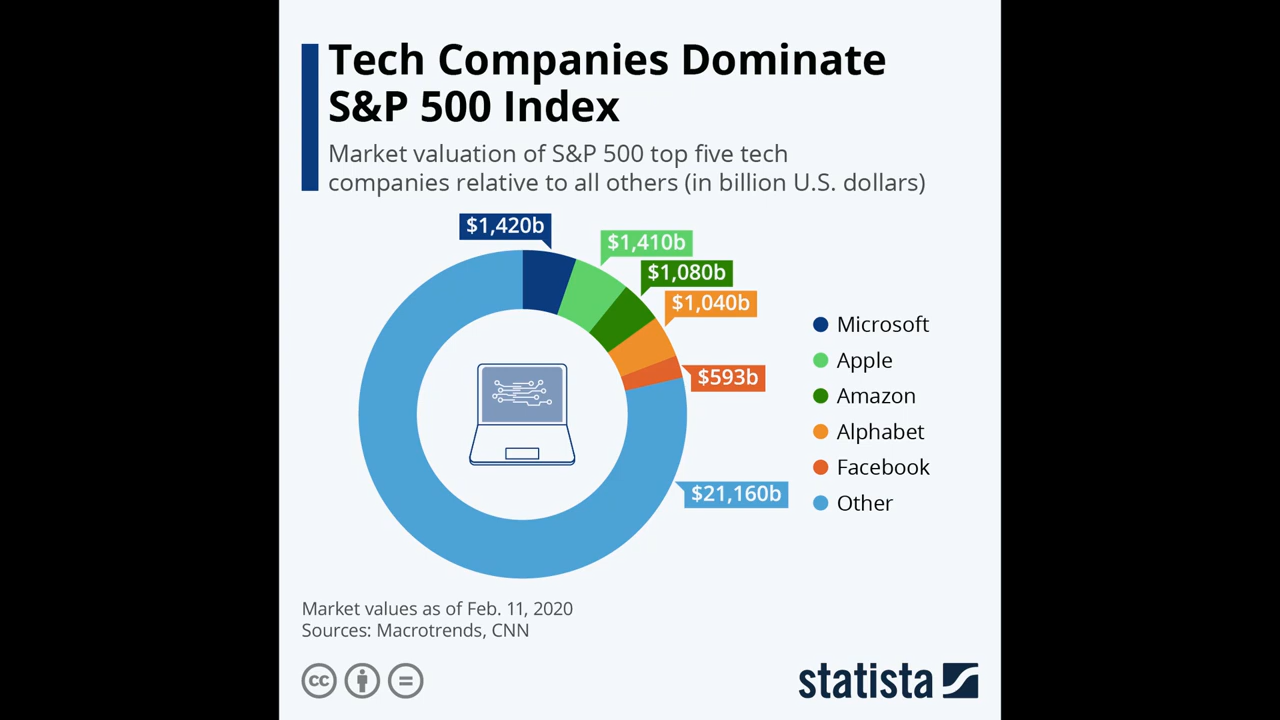 Tech Companies Dominate
S&P 500 Index
Market valuation of S&P 500 top five tech
companies relative to all others (in billion U.S. dollars)
$1,420b
$1,410b
$1,080b
$1,040b
$593b
$21,160b
Microsoft
Apple
Amazon
Alphabet
Facebook
Other
Market values as of Feb. 11, 2020
Sources: Macrotrends, CNN
cc
statista